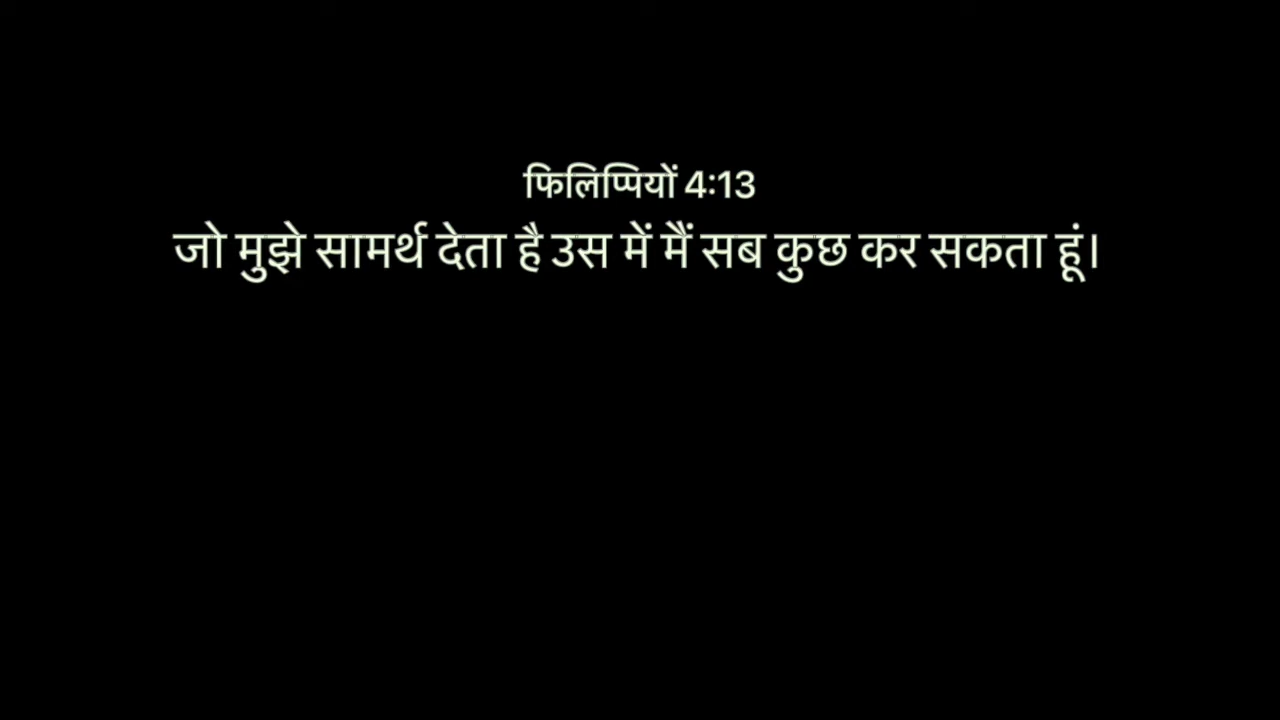 फिलिप्पियों 4:13
जो मुझे सामर्थ देता है उस में मैं सब कुछ कर सकता हूं।